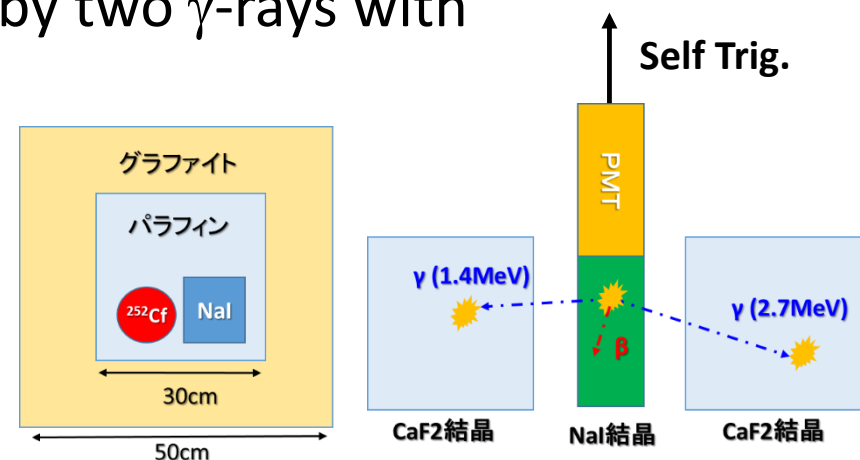 by two γ-rays with
Self Trig.
グラファイト
パラフィン
²⁵²Cf
NaI
30cm
50cm
PMT
γ (1.4MeV)
γ (2.7MeV)
β
CaF2結晶
NaI結晶
CaF2結晶